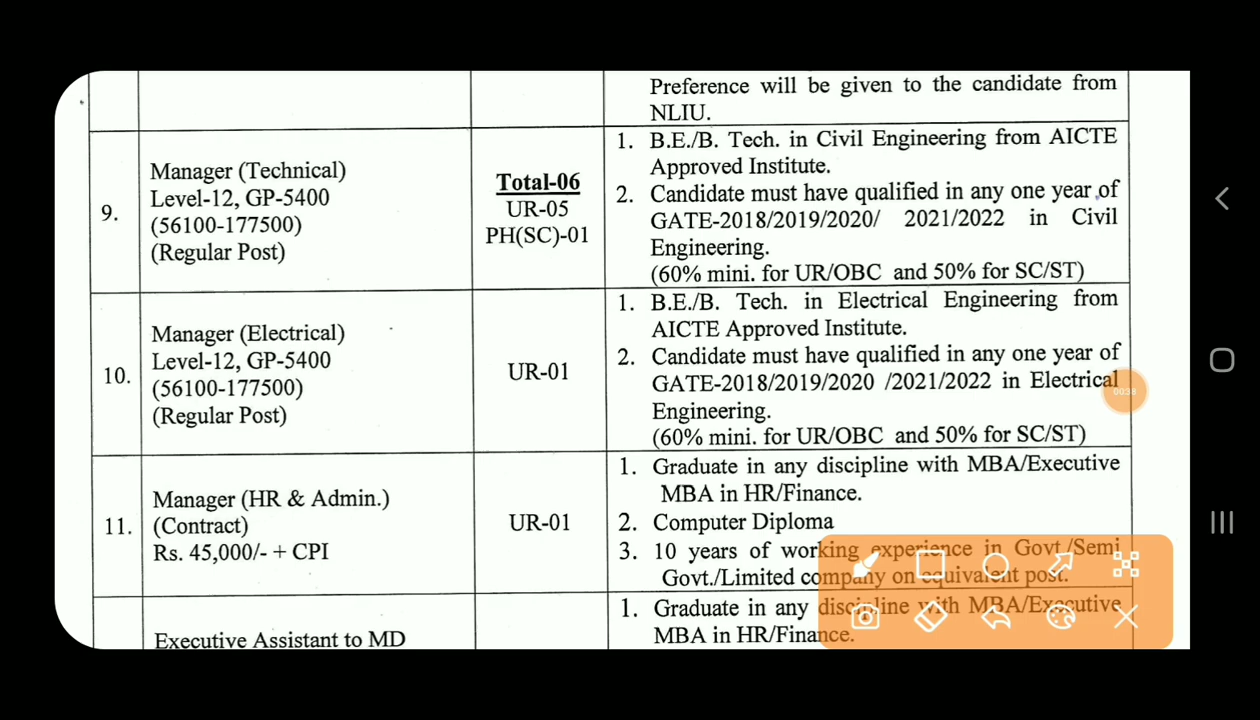 Preference will be given to the candidate from
NLIU.
9.
Manager (Technical)
Level-12, GP-5400
(56100-177500)
(Regular Post)
Total-06
UR-05
PH(SC)-01
1. B.E./B. Tech. in Civil Engineering from AICTE
Approved Institute.
2. Candidate must have qualified in any one year of
GATE-2018/2019/2020/ 2021/2022 in Civil
Engineering.
(60% mini. for UR/OBC and 50% for SC/ST)
10.
Manager (Electrical)
Level-12, GP-5400
(56100-177500)
(Regular Post)
UR-01
1. B.E./B. Tech. in Electrical Engineering from
AICTE Approved Institute.
2. Candidate must have qualified in any one year of
GATE-2018/2019/2020 /2021/2022 in Electrical
Engineering.
(60% mini. for UR/OBC and 50% for SC/ST)
00:38
11.
Manager (HR & Admin.)
(Contract)
Rs. 45,000/- + CPI
UR-01
1. Graduate in any discipline with MBA/Executive
MBA in HR/Finance.
2. Computer Diploma
3. 10 years of working experience in Govt./Semi
Govt./Limited company on equivalent post.
Executive Assistant to MD
1. Graduate in any discipline with MBA/Executive
MBA in HR/Finance.